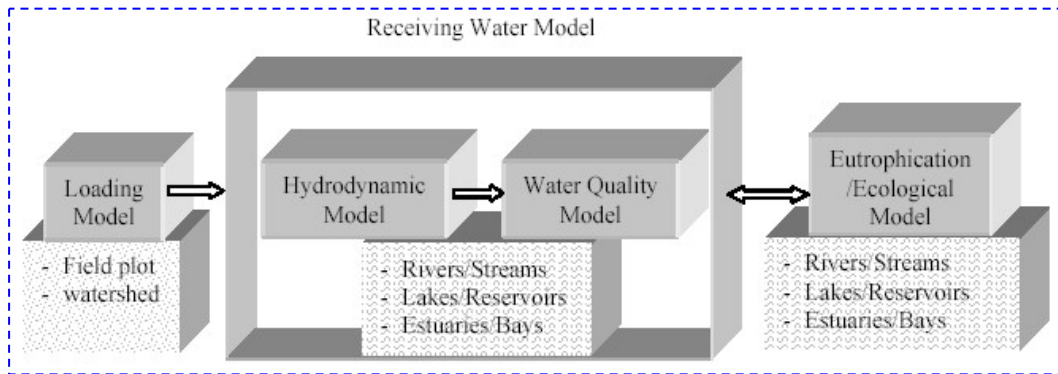 Receiving Water Model
Loading
Model
- Field plot
- watershed
Hydrodynamic
Model
Water Quality
Model
- Rivers/Streams
- Lakes/Reservoirs
- Estuaries/Bays
Eutrophication
/Ecological
Model
- Rivers/Streams
- Lakes/Reservoirs
- Estuaries/Bays